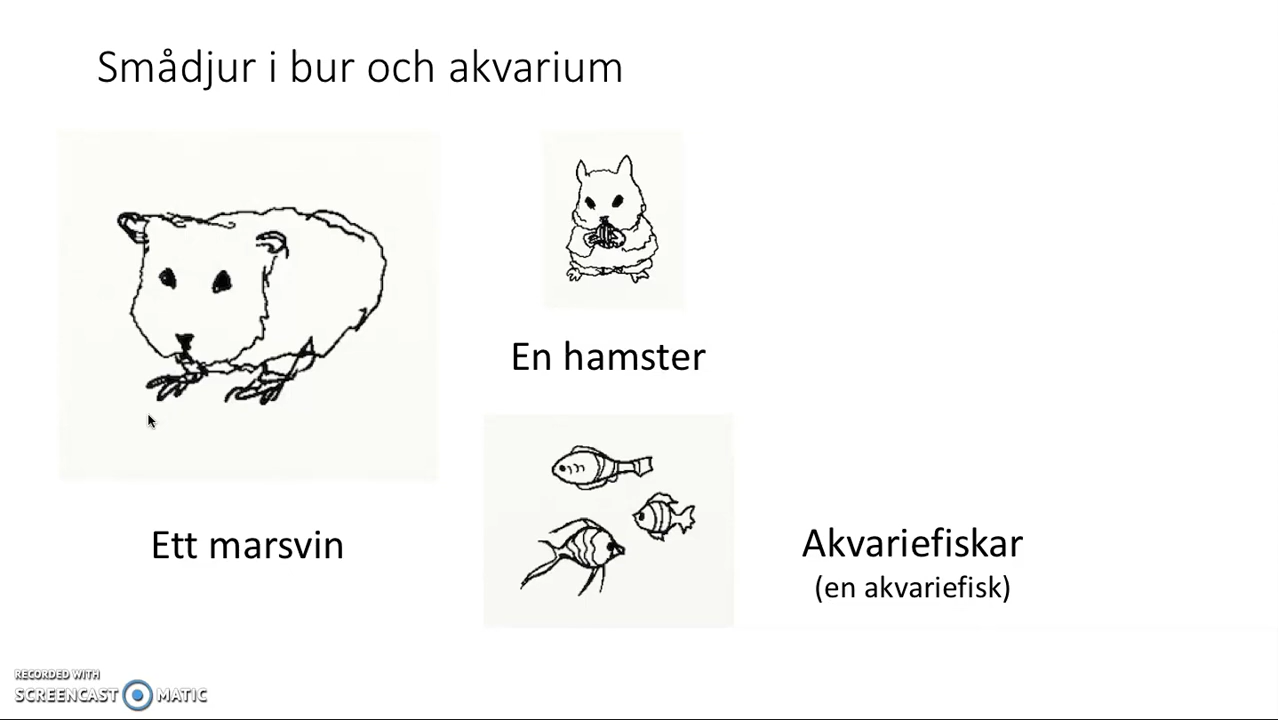 Smådjur i bur och akvarium
En hamster
Ett marsvin
Akvariefiskar
(en akvariefisk)
RECORDED WITH
SCREENCAST MATIC